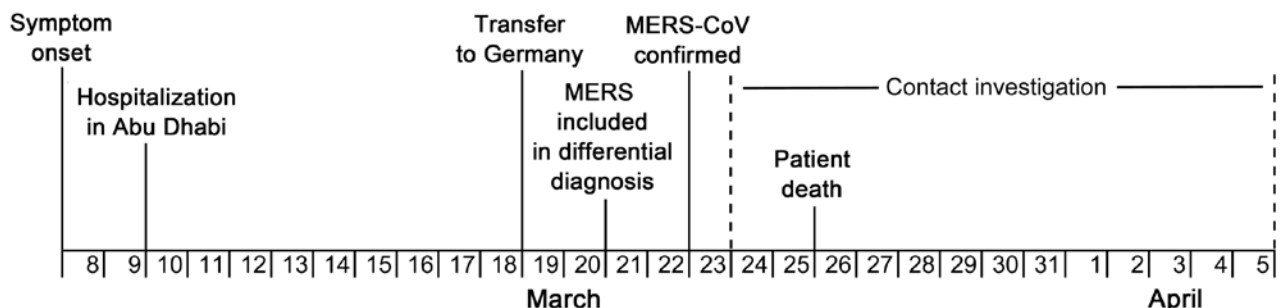 Symptom
onset
Hospitalization
in Abu Dhabi
Transfer
to Germany
MERS
included
in differential
diagnosis
MERS-CoV
confirmed
Contact investigation
Patient
death
8 9 10 11 12 13 14 15 16 17 18 19 20 21 22 23 24 25 26 27 28 29 30 31 1 2 3 4 5
March April